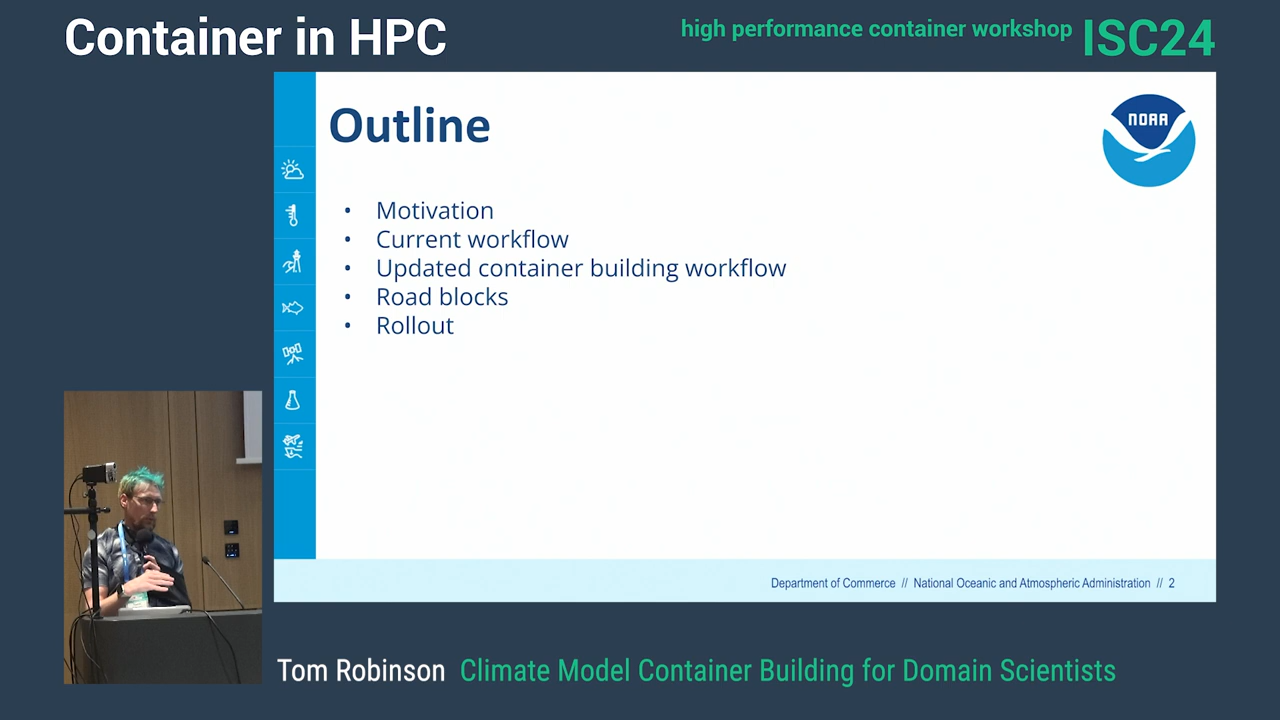 Container in HPC
high performance container workshop ISC24
Outline
NOAA
• Motivation
• Current workflow
• Updated container building workflow
• Road blocks
• Rollout
Department of Commerce // National Oceanic and Atmospheric Administration // 2
Tom Robinson Climate Model Container Building for Domain Scientists